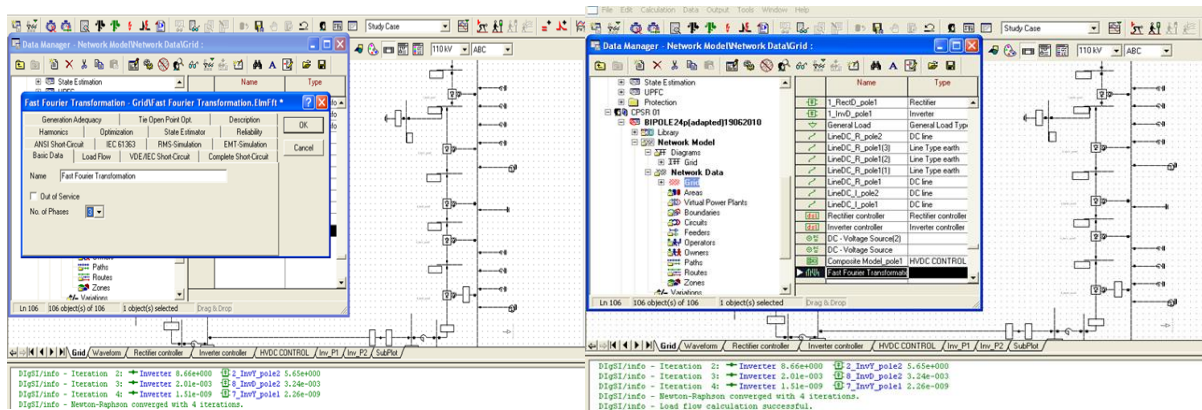 Study Case
Data Manager - Network Model\Network Data\Grid :
Name Type
State Estimation
Fast Fourier Transformation - Grid\Fast Fourier Transformation.ElmFft *
Generation Adequacy Tie Open Point Opt. Description
Harmonics Optimization State Estimator Reliability
ANSI Short-Circuit IEC 61363 RMS-Simulation EMT-Simulation
Basic Data Load Flow VDE/IEC Short-Circuit Complete Short-Circuit
OK
Cancel
Name Fast Fourier Transformation
Out of Service
No. of Phases 3
Paths
Routes
Zones
Variations
Ln 106 106 object(s) of 106 1 object(s) selected Drag & Drop
110 kV ABC
Grid Waveform Rectifier controller Inverter controller HVDC CONTROL Inv_P1 Inv_P2 SubPlot
DIgSI/info - Iteration 2: Inverter 8.66e+000 2_InvY_pole2 5.65e+000
DIgSI/info - Iteration 3: Inverter 2.01e-003 8_InvD_pole2 3.24e-003
DIgSI/info - Iteration 4: Inverter 1.51e-009 7_InvY_pole1 2.26e-009
DIgSI/info - Newton-Raphson converged with 4 iterations.
File Edit Calculation Data Output Tools Window Help
Study Case
Data Manager - Network Model\Network Data\Grid :
110 kV ABC
State Estimation
UPFC
Protection
CPSR 01
BIPOLE24p(adapted)19062010
Library
Network Model
Diagrams
Grid
Network Data
Grid
Areas
Virtual Power Plants
Boundaries
Circuits
Feeders
Operators
Owners
Paths
Routes
Zones
Variations
Name Type
1_RectD_pole1 Rectifier
1_InvD_pole1 Inverter
General Load General Load Typ
LineDC_R_pole2 DC line
LineDC_R_pole1(3) Line Type earth
LineDC_R_pole1(2) Line Type earth
LineDC_R_pole1(1) Line Type earth
LineDC_R_pole1 DC line
LineDC_I_pole2 DC line
LineDC_I_pole1 DC line
Rectifier controller Rectifier controller
Inverter controller Inverter controller
DC - Voltage Source(2)
DC - Voltage Source
Composite Model_pole1 HVDC CONTROL
Fast Fourier Transformati
Ln 106 106 object(s) of 106 1 object(s) selected Drag & Drop
Grid Waveform Rectifier controller Inverter controller HVDC CONTROL Inv_P1 Inv_P2 SubPlot
DIgSI/info - Iteration 2: Inverter 8.66e+000 2_InvY_pole2 5.65e+000
DIgSI/info - Iteration 3: Inverter 2.01e-003 8_InvD_pole2 3.24e-003
DIgSI/info - Iteration 4: Inverter 1.51e-009 7_InvY_pole1 2.26e-009
DIgSI/info - Newton-Raphson converged with 4 iterations.
DIgSI/info - Load flow calculation successful.